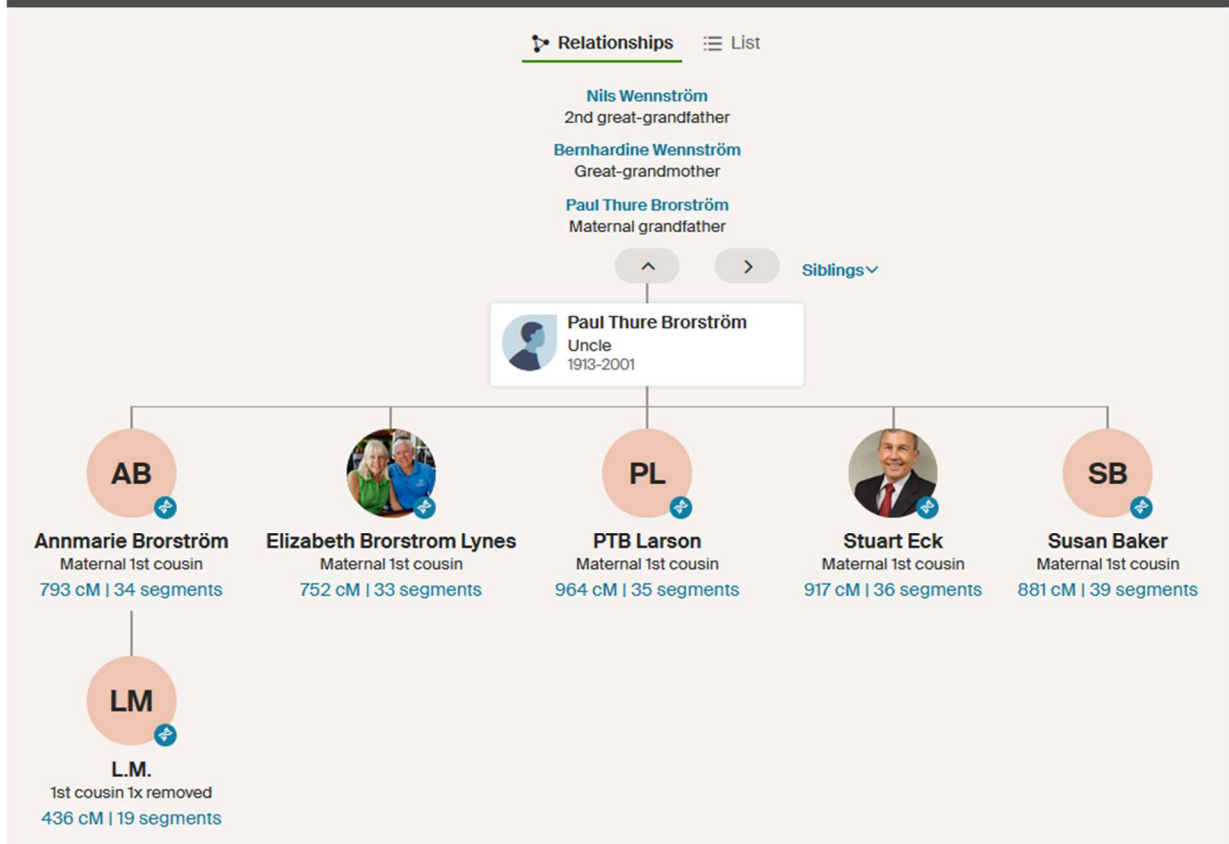 Relationships
List
Nils Wennström
2nd great-grandfather
Bernhardine Wennström
Great-grandmother
Paul Thure Brorström
Maternal grandfather
Siblings
Paul Thure Brorström
Uncle
1913-2001
AB
PL
SB
Annmarie Brorström
Maternal 1st cousin
793 cM | 34 segments
Elizabeth Brorstrom Lynes
Maternal 1st cousin
752 cM | 33 segments
PTB Larson
Maternal 1st cousin
964 cM | 35 segments
Stuart Eck
Maternal 1st cousin
917 cM | 36 segments
Susan Baker
Maternal 1st cousin
881 cM | 39 segments
LM
L.M.
1st cousin 1x removed
436 cM | 19 segments